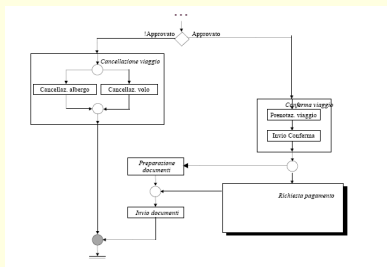 ...
!Approvato
Approvato
Cancellazione viaggio
Cancellaz. albergo
Cancellaz. volo
Conferma viaggio
Prenotaz. viaggio
Invio Conferma
Preparazione
documenti
Richiesta pagamento
Invio documenti